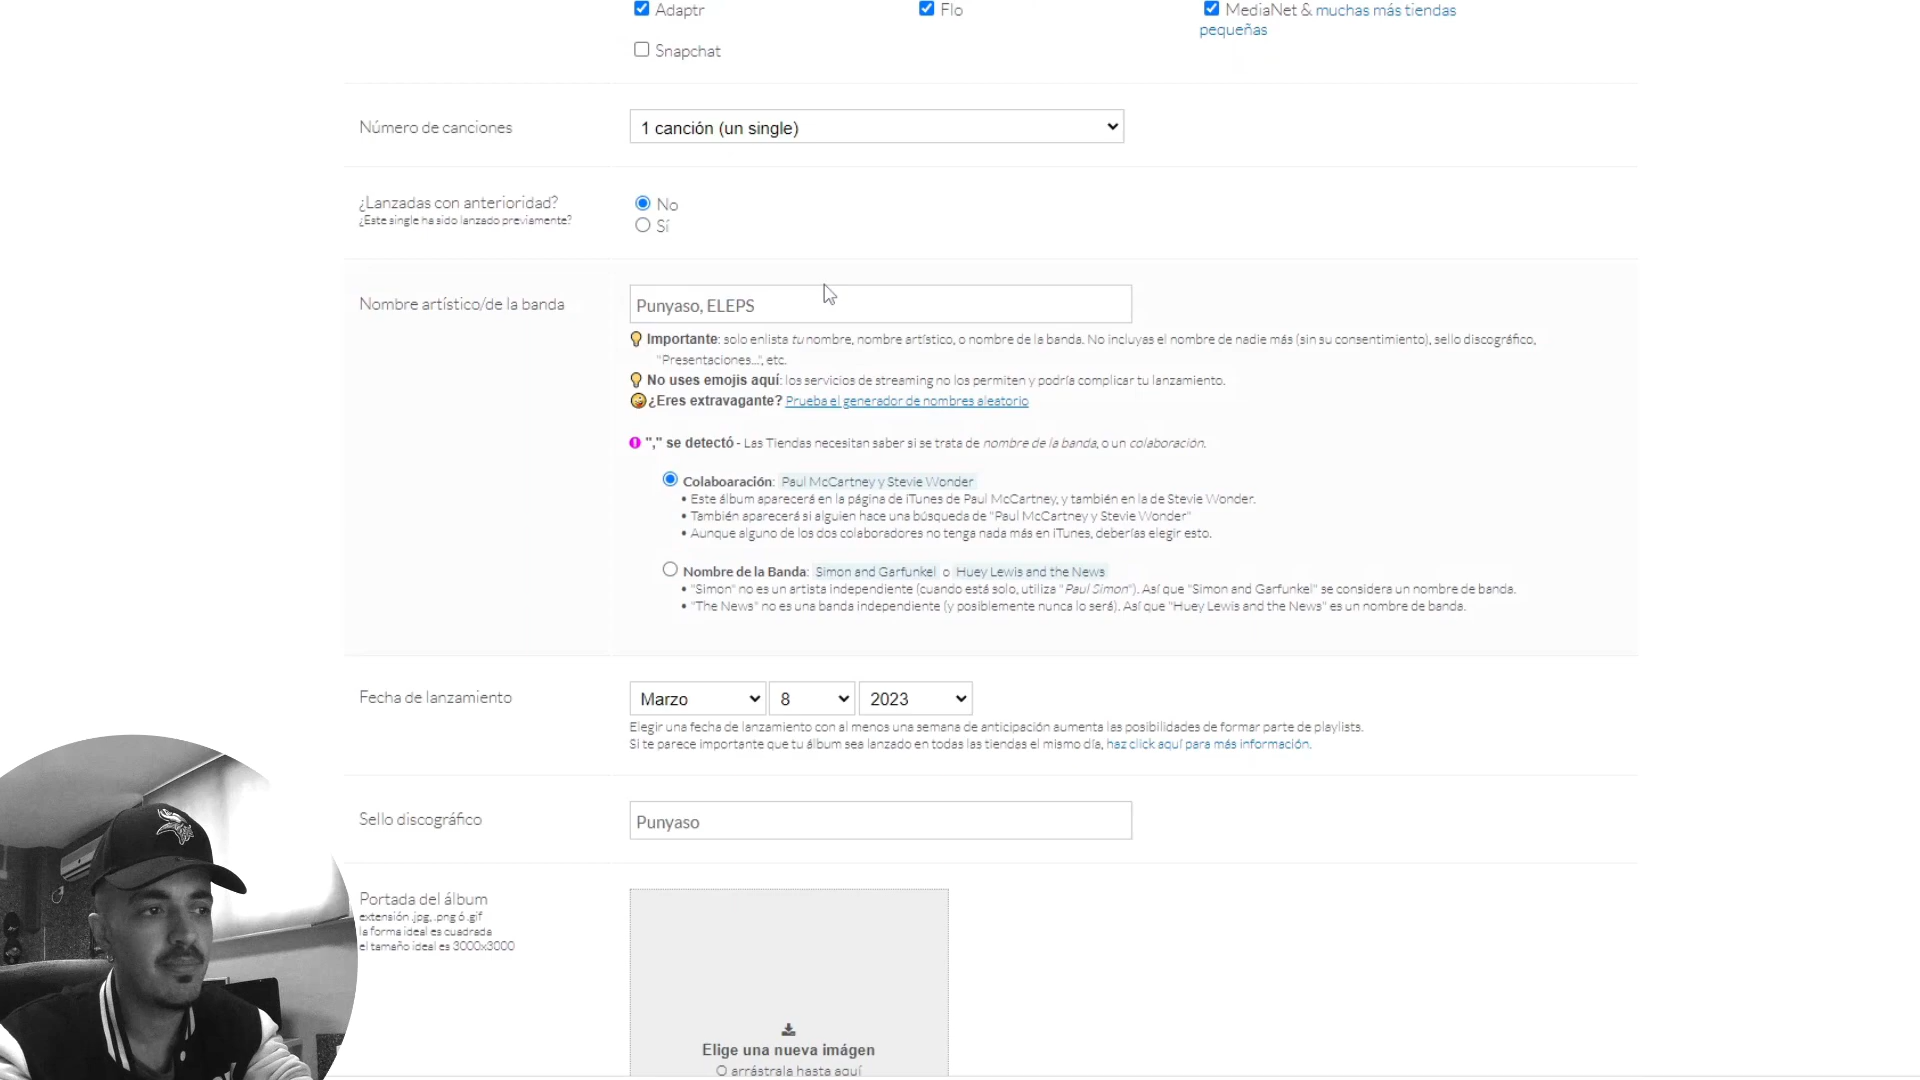 Adaptr
Flo
MediaNet & muchas más tiendas
pequeñas
Snapchat
Número de canciones
1 canción (un single)
¿Lanzadas con anterioridad?
¿Este single ha sido lanzado previamente?
No
Sí
Nombre artístico/de la banda
Punyaso, ELEPS
Importante: solo enlista tu nombre, nombre artístico, o nombre de la banda. No incluyas el nombre de nadie más (sin su consentimiento), sello discográfico,
"Presentaciones...", etc.
No uses emojis aquí: los servicios de streaming no los permiten y podría complicar tu lanzamiento.
¿Eres extravagante? Prueba el generador de nombres aleatorio
"," se detectó - Las Tiendas necesitan saber si se trata de nombre de la banda, o un colaboración.
Colaboaración: Paul McCartney y Stevie Wonder
• Este álbum aparecerá en la página de iTunes de Paul McCartney, y también en la de Stevie Wonder.
• También aparecerá si alguien hace una búsqueda de "Paul McCartney y Stevie Wonder"
• Aunque alguno de los dos colaboradores no tenga nada más en iTunes, deberías elegir esto.
Nombre de la Banda: Simon and Garfunkel o Huey Lewis and the News
• "Simon" no es un artista independiente (cuando está solo, utiliza "Paul Simon"). Así que "Simon and Garfunkel" se considera un nombre de banda.
• "The News" no es una banda independiente (y posiblemente nunca lo será). Así que "Huey Lewis and the News" es un nombre de banda.
Fecha de lanzamiento
Marzo
8
2023
Elegir una fecha de lanzamiento con al menos una semana de anticipación aumenta las posibilidades de formar parte de playlists.
Si te parece importante que tu álbum sea lanzado en todas las tiendas el mismo día, haz click aquí para más información.
Sello discográfico
Punyaso
Portada del álbum
extensión .jpg, .png ó .gif
la forma ideal es cuadrada
el tamaño ideal es 3000x3000
Elige una nueva imágen
O arrástrala hasta aquí